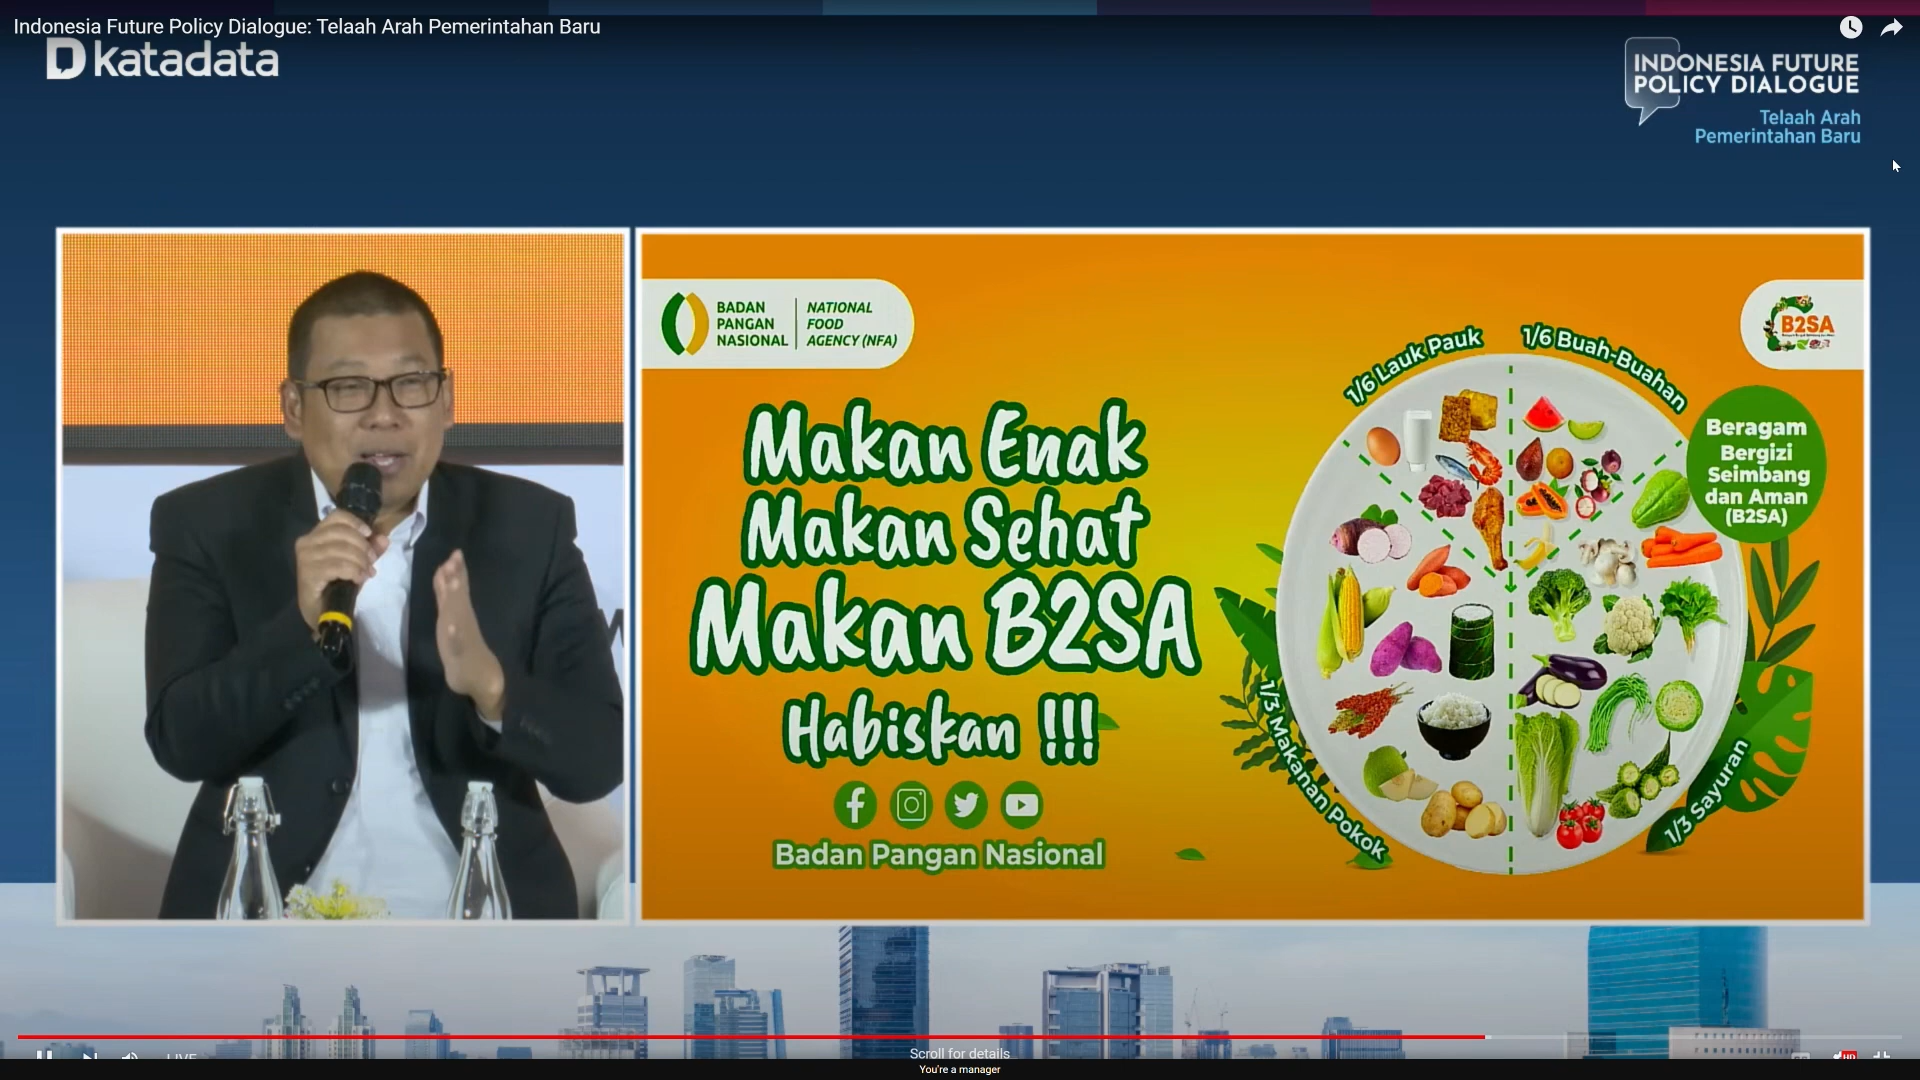 Indonesia Future Policy Dialogue: Telaah Arah Pemerintahan Baru
katadata
INDONESIA FUTURE
POLICY DIALOGUE
Telaah Arah
Pemerintahan Baru
BADAN
PANGAN
NASIONAL
NATIONAL
FOOD
AGENCY (NFA)
B2SA
Makan Enak
Makan Sehat
Makan B2SA
Habiskan !!!
Badan Pangan Nasional
1/6 Lauk Pauk
1/6 Buah-Buahan
Beragam
Bergizi
Seimbang
dan Aman
(B2SA)
1/3 Makanan Pokok
1/3 Sayuran
LIVE
Scroll for details
HD
You're a manager